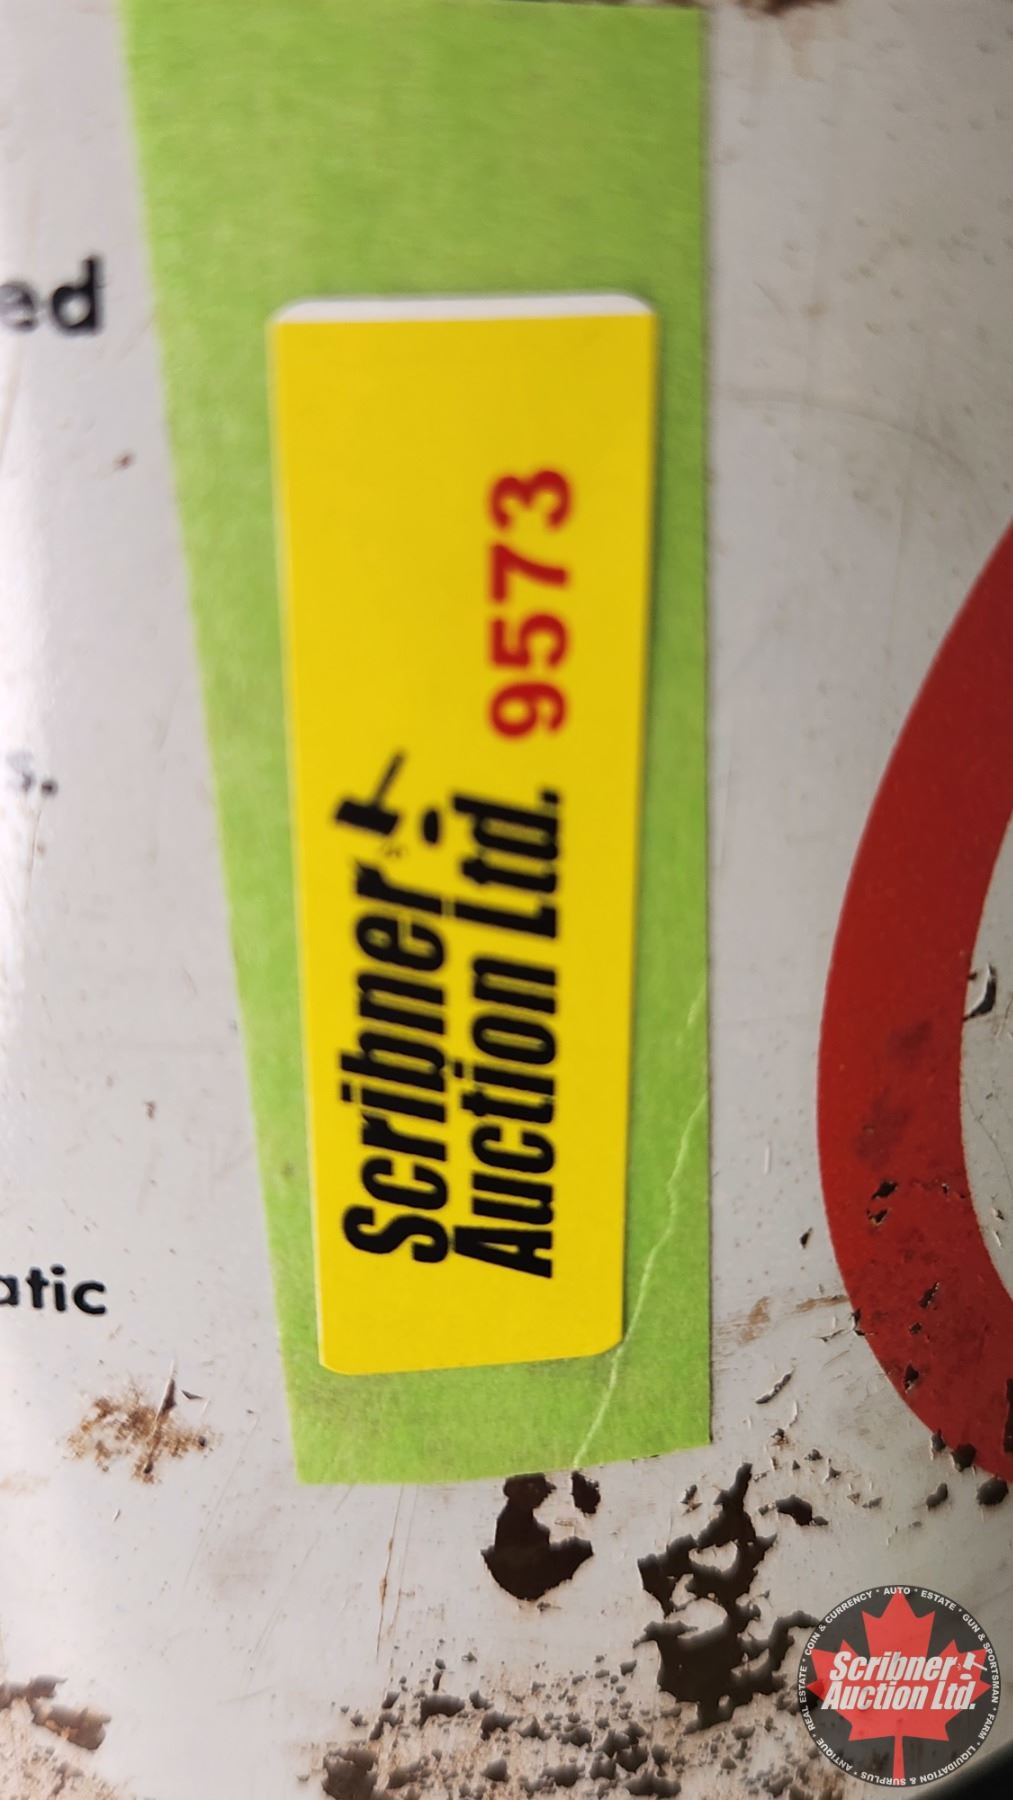 ed
s.
atic
Scribner
Auction Ltd. 9573
COIN & CURRENCY * AUTO * ESTATE * GUN & SPORTSMAN * FARM * LIQUIDATION & SURPLUS * ANTIQUE * REAL ESTATE *
Scribner
Auction Ltd.